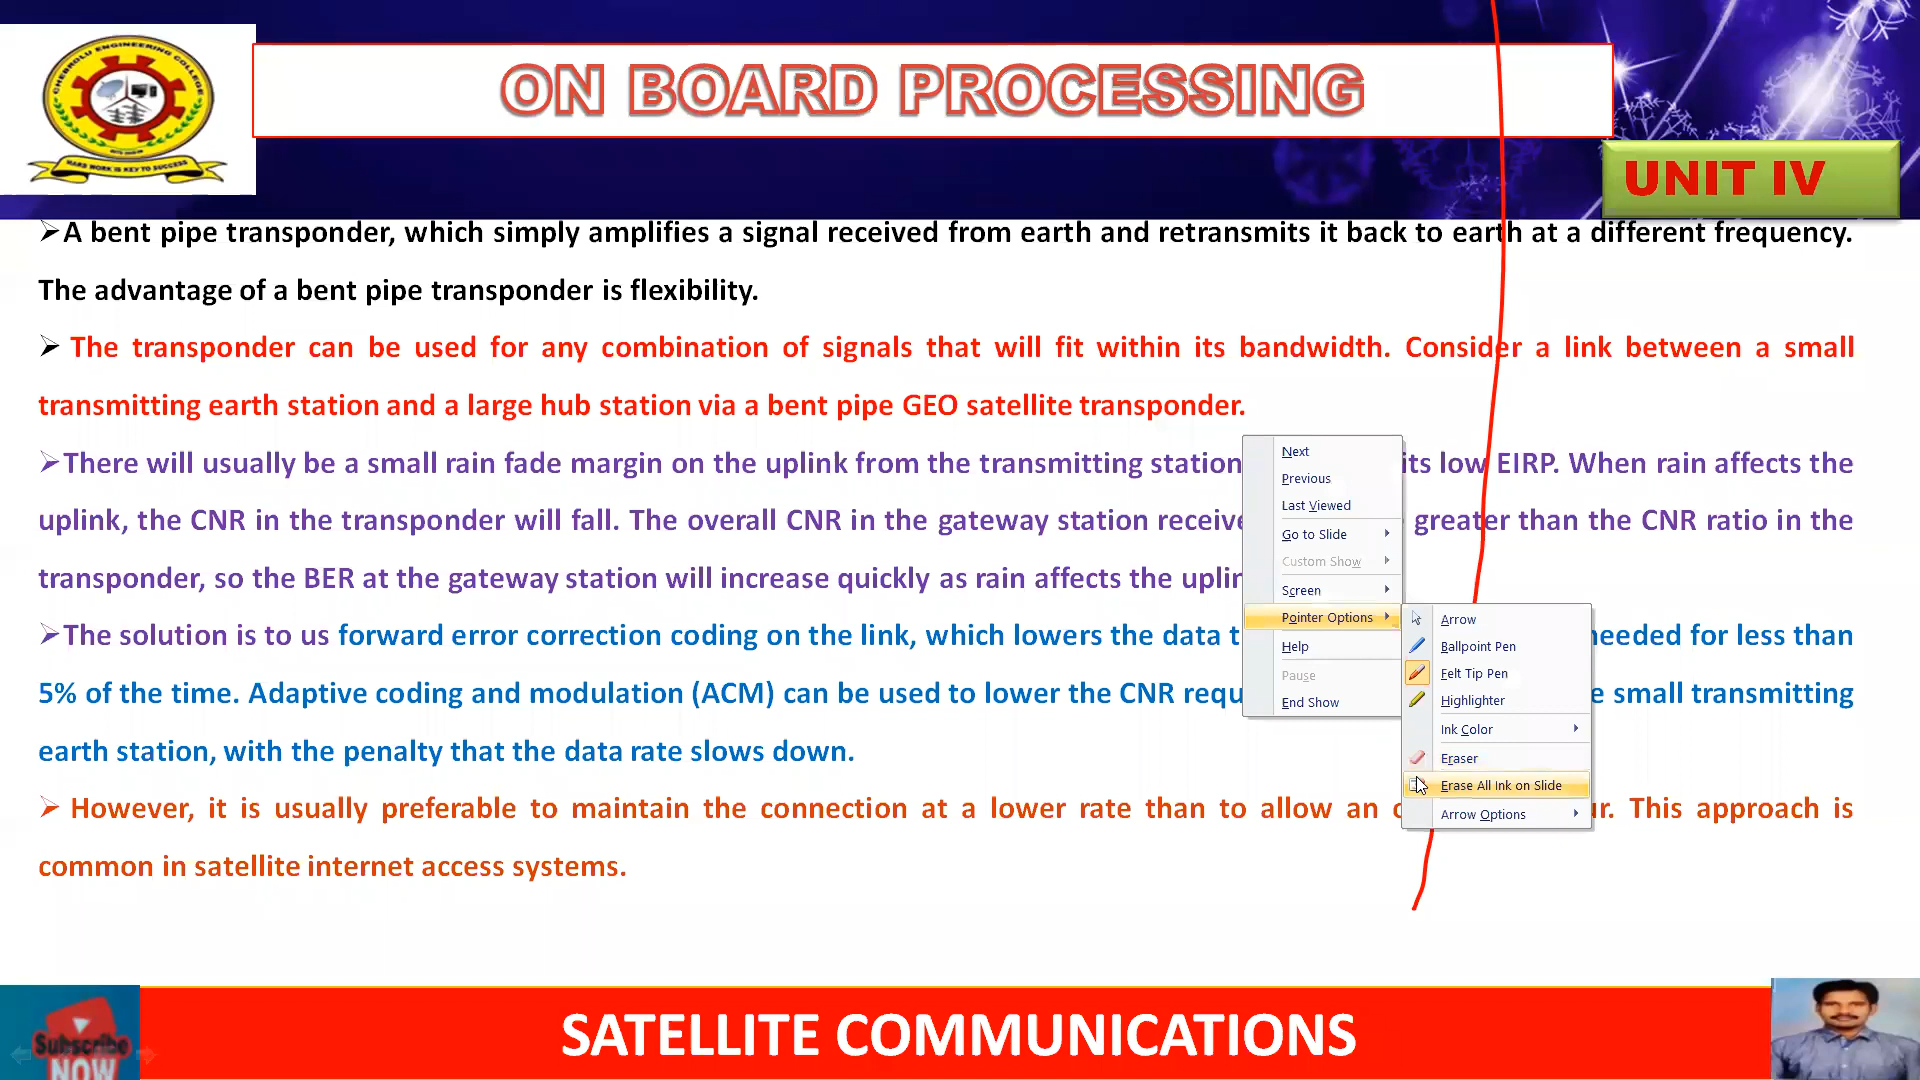 CHEBROLU ENGINEERING COLLEGE
HARD WORK IS KEY TO SUCCESS
ON BOARD PROCESSING
UNIT IV
➢A bent pipe transponder, which simply amplifies a signal received from earth and retransmits it back to earth at a different frequency.
The advantage of a bent pipe transponder is flexibility.
➢ The transponder can be used for any combination of signals that will fit within its bandwidth. Consider a link between a small
transmitting earth station and a large hub station via a bent pipe GEO satellite transponder.
➢There will usually be a small rain fade margin on the uplink from the transmitting station its low EIRP. When rain affects the
uplink, the CNR in the transponder will fall. The overall CNR in the gateway station receive greater than the CNR ratio in the
transponder, so the BER at the gateway station will increase quickly as rain affects the uplin
➢The solution is to us forward error correction coding on the link, which lowers the data t needed for less than
5% of the time. Adaptive coding and modulation (ACM) can be used to lower the CNR requ e small transmitting
earth station, with the penalty that the data rate slows down.
➢ However, it is usually preferable to maintain the connection at a lower rate than to allow an ur. This approach is
common in satellite internet access systems.
Next
Previous
Last Viewed
Go to Slide
Custom Show
Screen
Pointer Options
Help
Pause
End Show
Arrow
Ballpoint Pen
Felt Tip Pen
Highlighter
Ink Color
Eraser
Erase All Ink on Slide
Arrow Options
Subscribe
NOW
SATELLITE COMMUNICATIONS